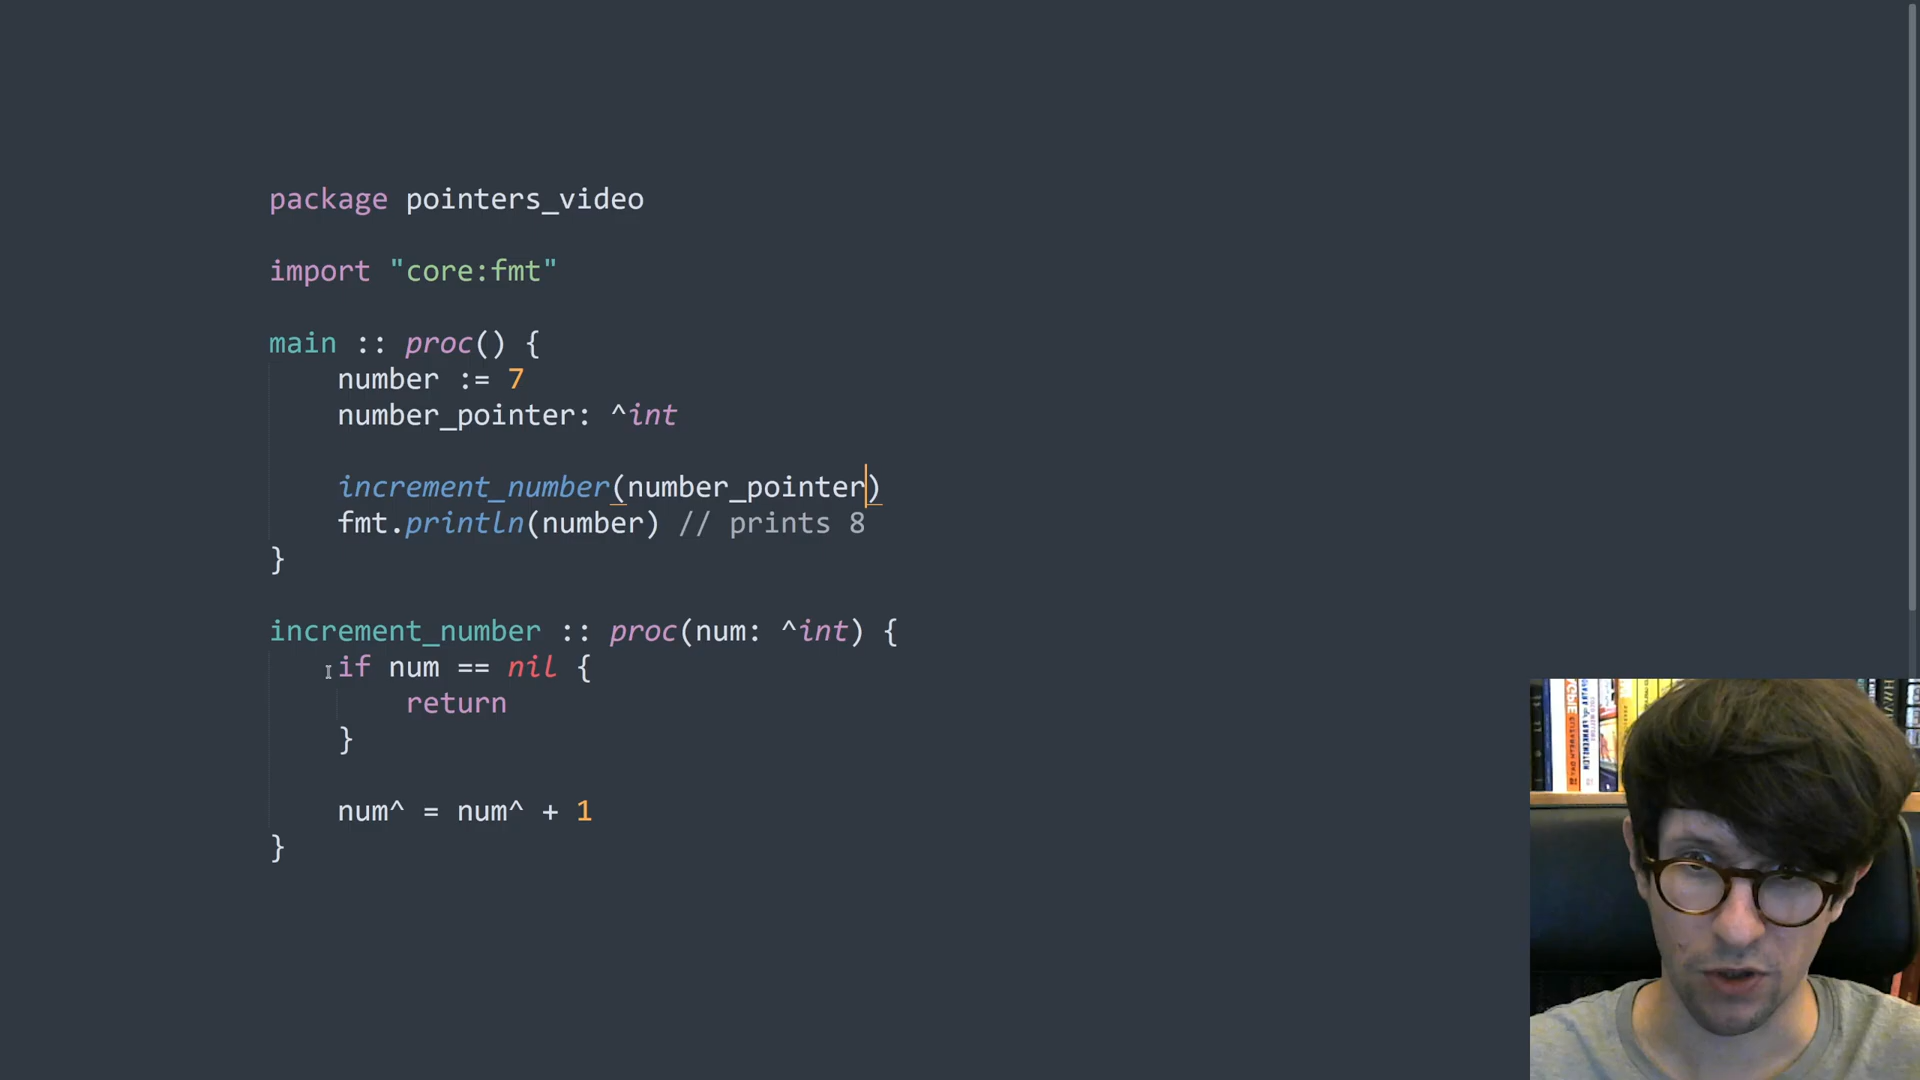 package pointers_video
import "core:fmt"
main :: proc() {
number := 7
number_pointer: ^int
increment_number(number_pointer)
fmt.println(number) // prints 8
}
increment_number :: proc(num: ^int) {
if num == nil {
return
}
num^ = num^ + 1
}